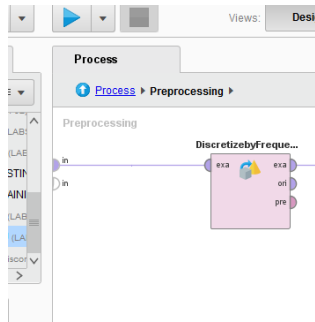 Views:
Desi
Process
Process ▸ Preprocessing ▸
Preprocessing
DiscretizebyFreque...
in
exa
exa
in
ori
pre
E
LAB
(LAE
STIN
AINI
(LAB
(LA
iscor